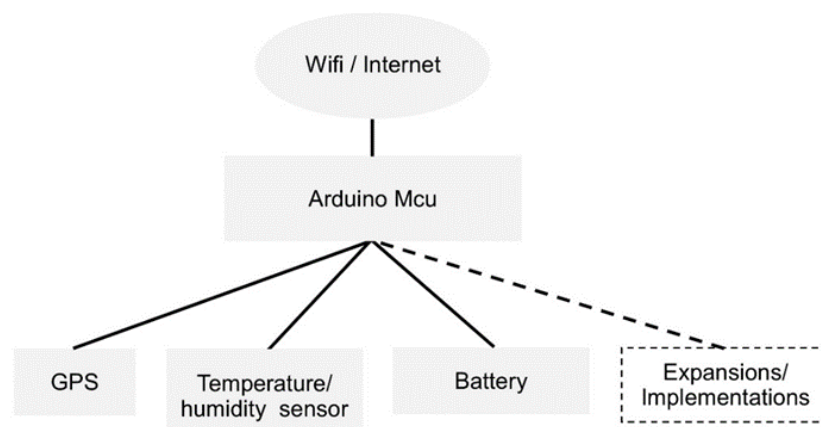 Wifi / Internet
Arduino Mcu
GPS
Temperature/
humidity sensor
Battery
Expansions/
Implementations